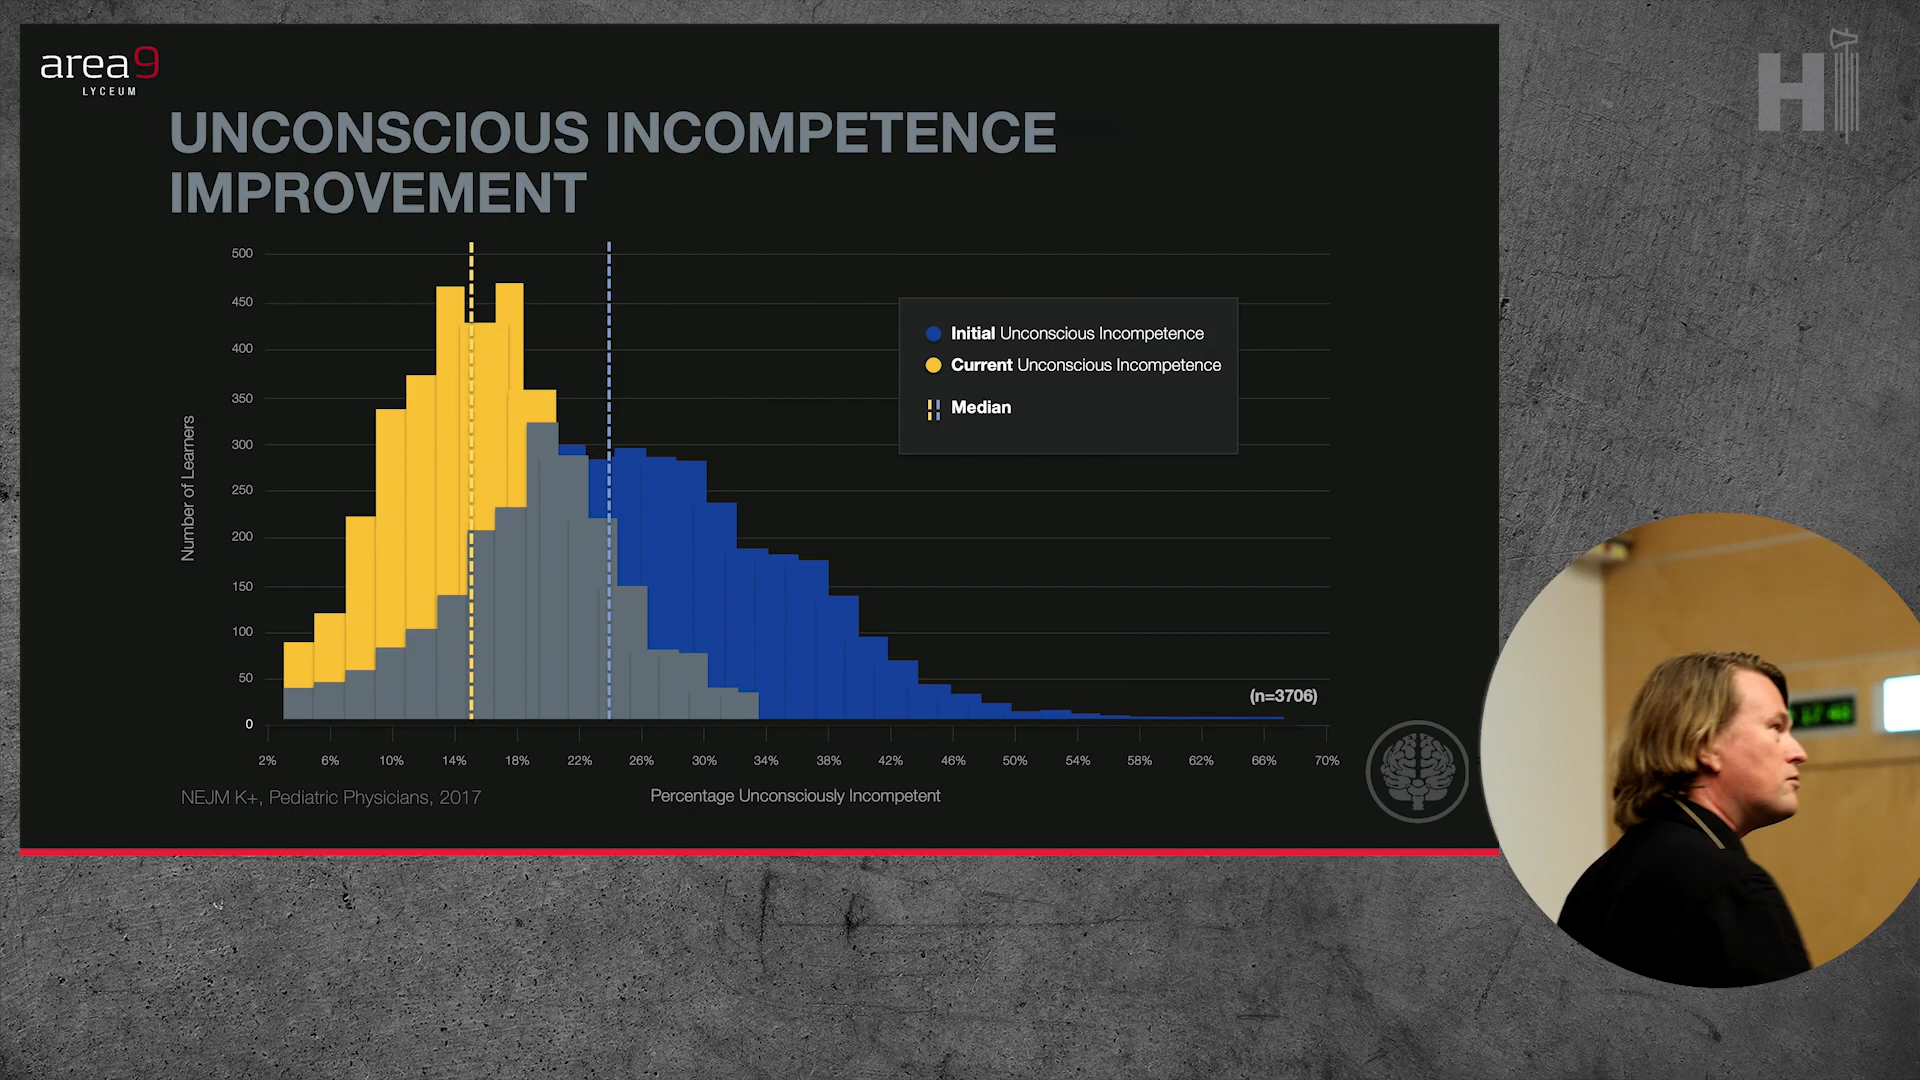 area9
LYCEUM
H
UNCONSCIOUS INCOMPETENCE
IMPROVEMENT
500
450
400
350
300
250
200
150
100
50
0
Number of Learners
Initial Unconscious Incompetence
Current Unconscious Incompetence
Median
(n=3706)
2% 6% 10% 14% 18% 22% 26% 30% 34% 38% 42% 46% 50% 54% 58% 62% 66% 70%
NEJM K+, Pediatric Physicians, 2017
Percentage Unconsciously Incompetent